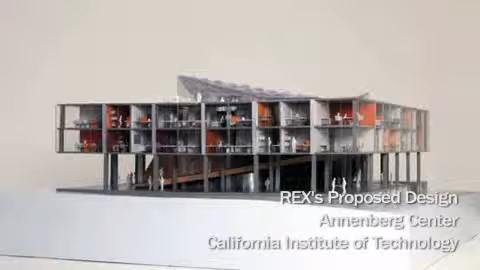 REX's Proposed Design
Annenberg Center
California Institute of Technology